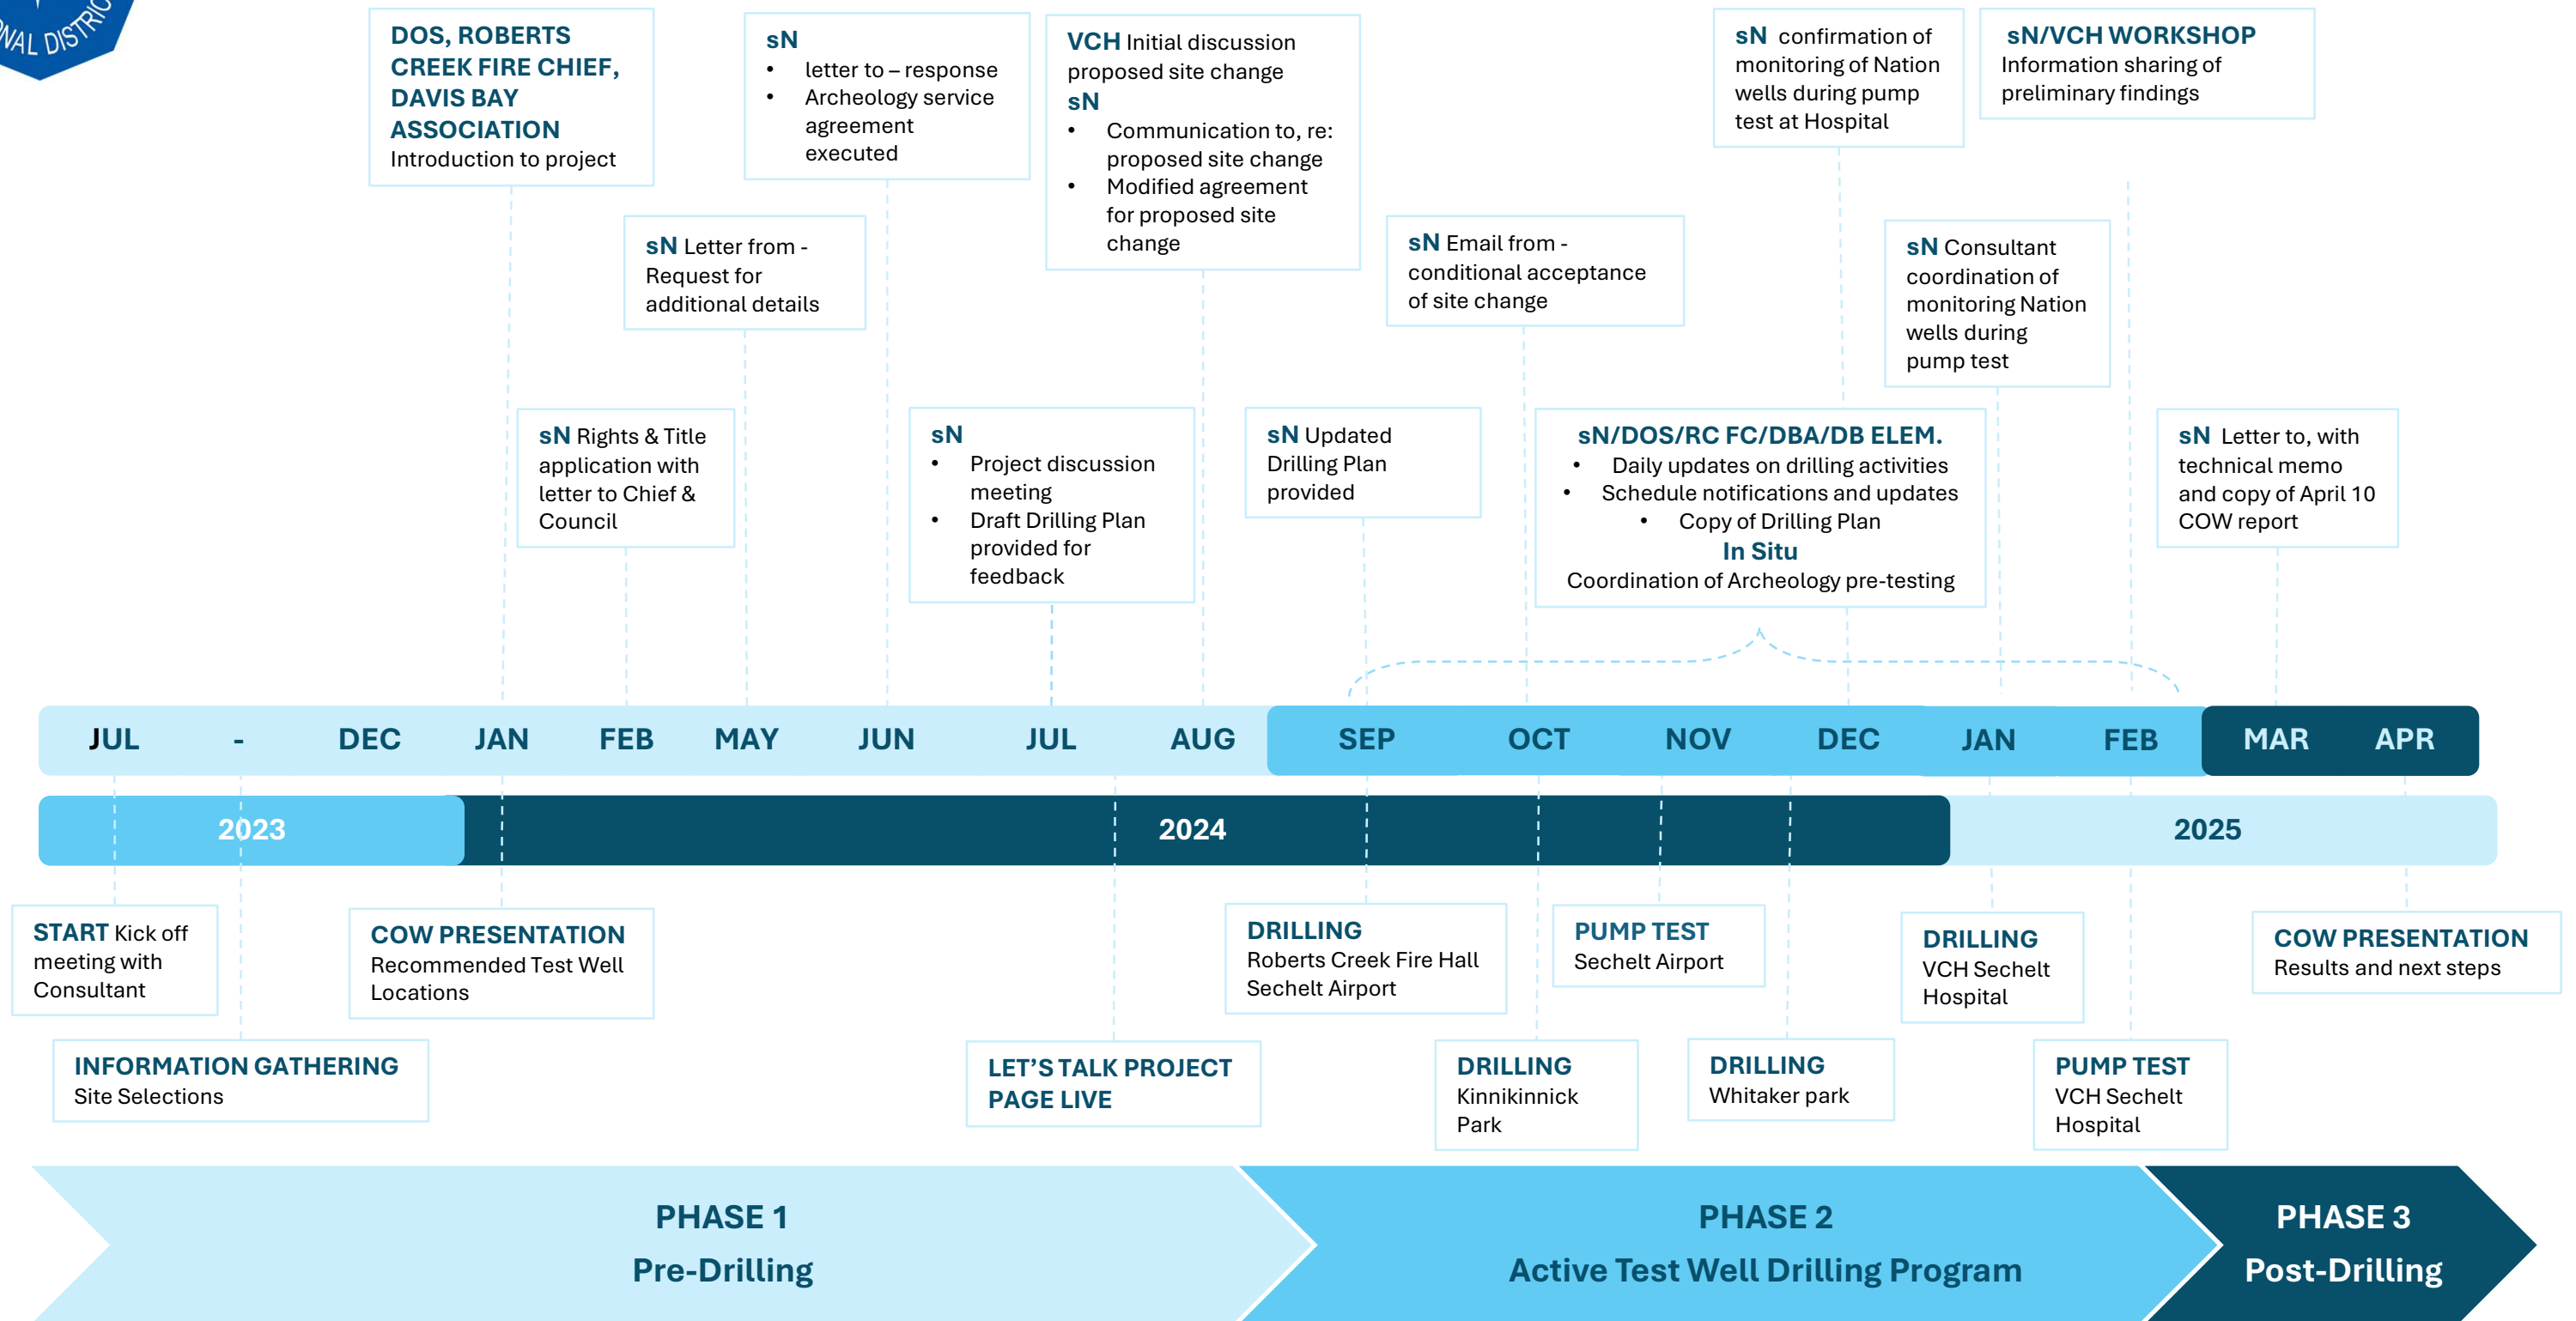 NAL DISTRIC
DOS, ROBERTS
CREEK FIRE CHIEF,
DAVIS BAY
ASSOCIATION
Introduction to project
sN
• letter to – response
• Archeology service
agreement
executed
VCH Initial discussion
proposed site change
sN
• Communication to, re:
proposed site change
• Modified agreement
for proposed site
change
sN confirmation of
monitoring of Nation
wells during pump
test at Hospital
sN/VCH WORKSHOP
Information sharing of
preliminary findings
sN Letter from -
Request for
additional details
sN Email from -
conditional acceptance
of site change
sN Consultant
coordination of
monitoring Nation
wells during
pump test
sN Rights & Title
application with
letter to Chief &
Council
sN
• Project discussion
meeting
• Draft Drilling Plan
provided for
feedback
sN Updated
Drilling Plan
provided
sN/DOS/RC FC/DBA/DB ELEM.
• Daily updates on drilling activities
• Schedule notifications and updates
• Copy of Drilling Plan
In Situ
Coordination of Archeology pre-testing
sN Letter to, with
technical memo
and copy of April 10
COW report
JUL - DEC JAN FEB MAY JUN JUL AUG SEP OCT NOV DEC JAN FEB MAR APR
2023 2024 2025
START Kick off
meeting with
Consultant
COW PRESENTATION
Recommended Test Well
Locations
DRILLING
Roberts Creek Fire Hall
Sechelt Airport
PUMP TEST
Sechelt Airport
DRILLING
VCH Sechelt
Hospital
COW PRESENTATION
Results and next steps
INFORMATION GATHERING
Site Selections
LET'S TALK PROJECT
PAGE LIVE
DRILLING
Kinnikinnick
Park
DRILLING
Whitaker park
PUMP TEST
VCH Sechelt
Hospital
PHASE 1
Pre-Drilling
PHASE 2
Active Test Well Drilling Program
PHASE 3
Post-Drilling